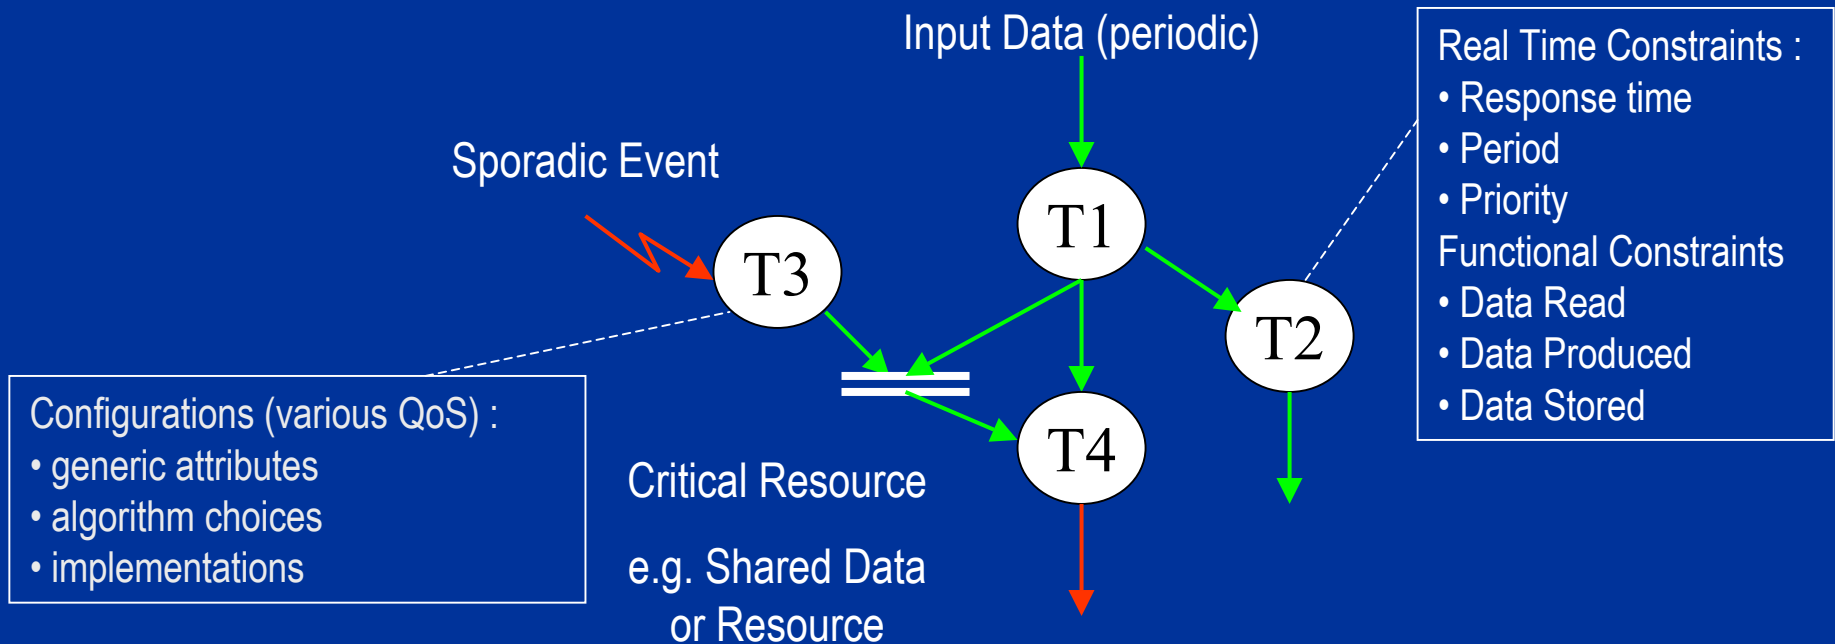 Input Data (periodic)
Sporadic Event
T1
T3
T2
T4
Real Time Constraints :
• Response time
• Period
• Priority
Functional Constraints
• Data Read
• Data Produced
• Data Stored
Configurations (various QoS) :
• generic attributes
• algorithm choices
• implementations
Critical Resource
e.g. Shared Data
or Resource